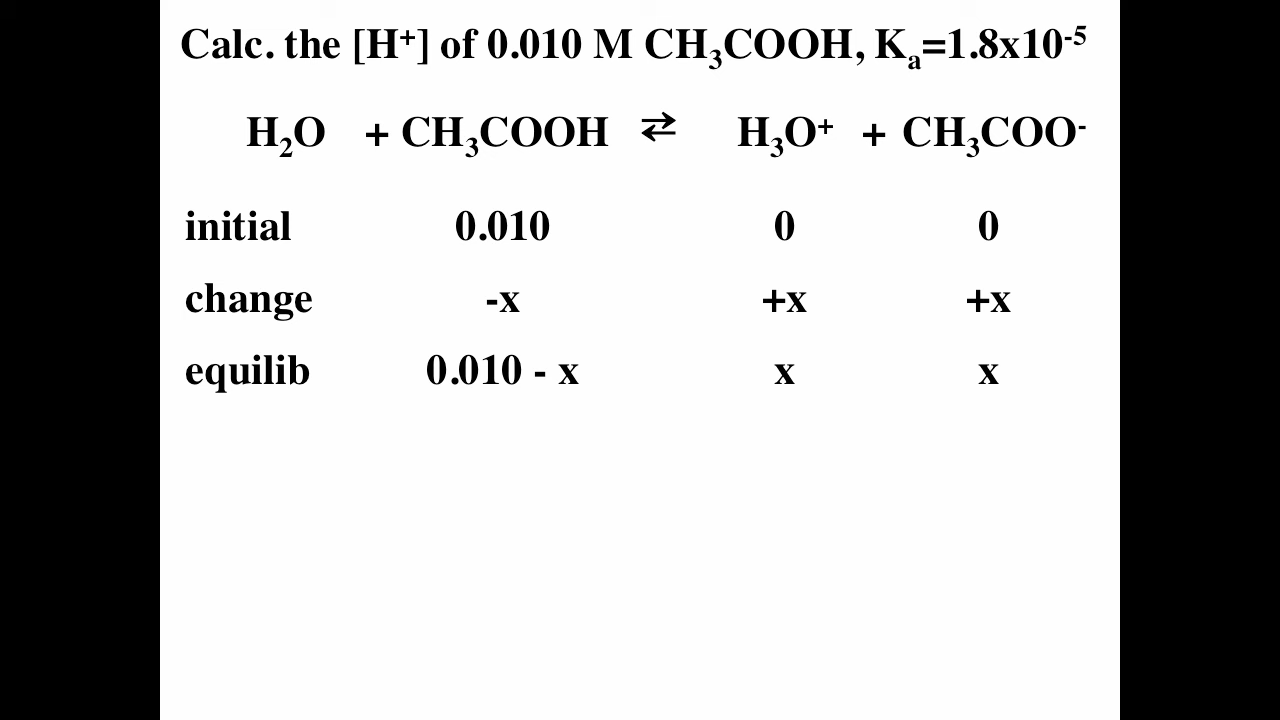 Calc. the [H⁺] of 0.010 M CH₃COOH, Kₐ=1.8x10⁻⁵
H₂O + CH₃COOH ⇄ H₃O⁺ + CH₃COO⁻
initial 0.010 0 0
change -x +x +x
equilib 0.010 - x x x